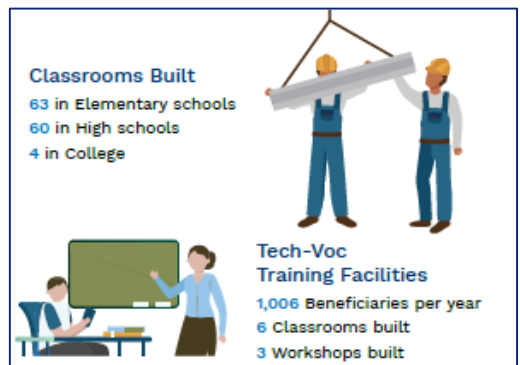 Classrooms Built
63 in Elementary schools
60 in High schools
4 in College
Tech-Voc
Training Facilities
1,006 Beneficiaries per year
6 Classrooms built
3 Workshops built